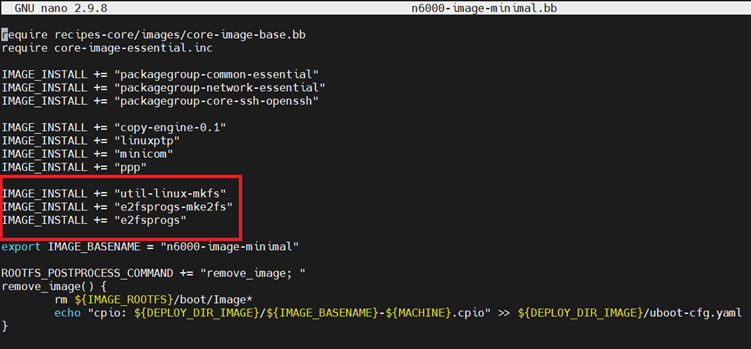 GNU nano 2.9.8 n6000-image-minimal.bb
require recipes-core/images/core-image-base.bb
require core-image-essential.inc
IMAGE_INSTALL += "packagegroup-common-essential"
IMAGE_INSTALL += "packagegroup-network-essential"
IMAGE_INSTALL += "packagegroup-core-ssh-openssh"
IMAGE_INSTALL += "copy-engine-0.1"
IMAGE_INSTALL += "linuxptp"
IMAGE_INSTALL += "minicom"
IMAGE_INSTALL += "ppp"
IMAGE_INSTALL += "util-linux-mkfs"
IMAGE_INSTALL += "e2fsprogs-mke2fs"
IMAGE_INSTALL += "e2fsprogs"
export IMAGE_BASENAME = "n6000-image-minimal"
ROOTFS_POSTPROCESS_COMMAND += "remove_image; "
remove_image() {
rm ${IMAGE_ROOTFS}/boot/Image*
echo "cpio: ${DEPLOY_DIR_IMAGE}/${IMAGE_BASENAME}-${MACHINE}.cpio" >> ${DEPLOY_DIR_IMAGE}/uboot-cfg.yaml
}